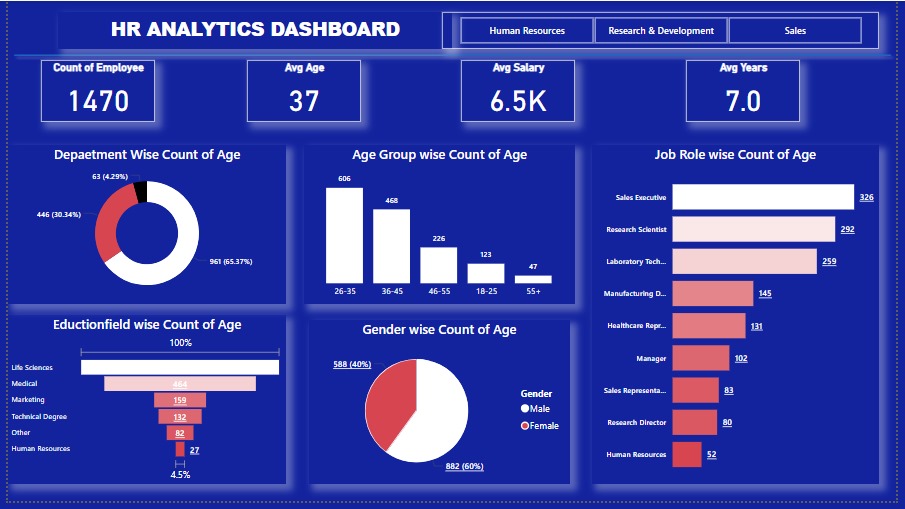 HR ANALYTICS DASHBOARD
Human Resources
Research & Development
Sales
Count of Employee
1470
Avg Age
37
Avg Salary
6.5K
Avg Years
7.0
Depaetment Wise Count of Age
63 (4.29%)
446 (30.34%)
961 (65.37%)
Age Group wise Count of Age
606
468
226
123
47
26-35
36-45
46-55
18-25
55+
Job Role wise Count of Age
Sales Executive
326
Research Scientist
292
Laboratory Tech...
259
Manufacturing D...
145
Healthcare Repr...
131
Manager
102
Sales Representa...
83
Research Director
80
Human Resources
52
Eductionfield wise Count of Age
100%
Life Sciences
Medical
464
Marketing
159
Technical Degree
132
Other
82
Human Resources
27
4.5%
Gender wise Count of Age
588 (40%)
882 (60%)
Gender
Male
Female